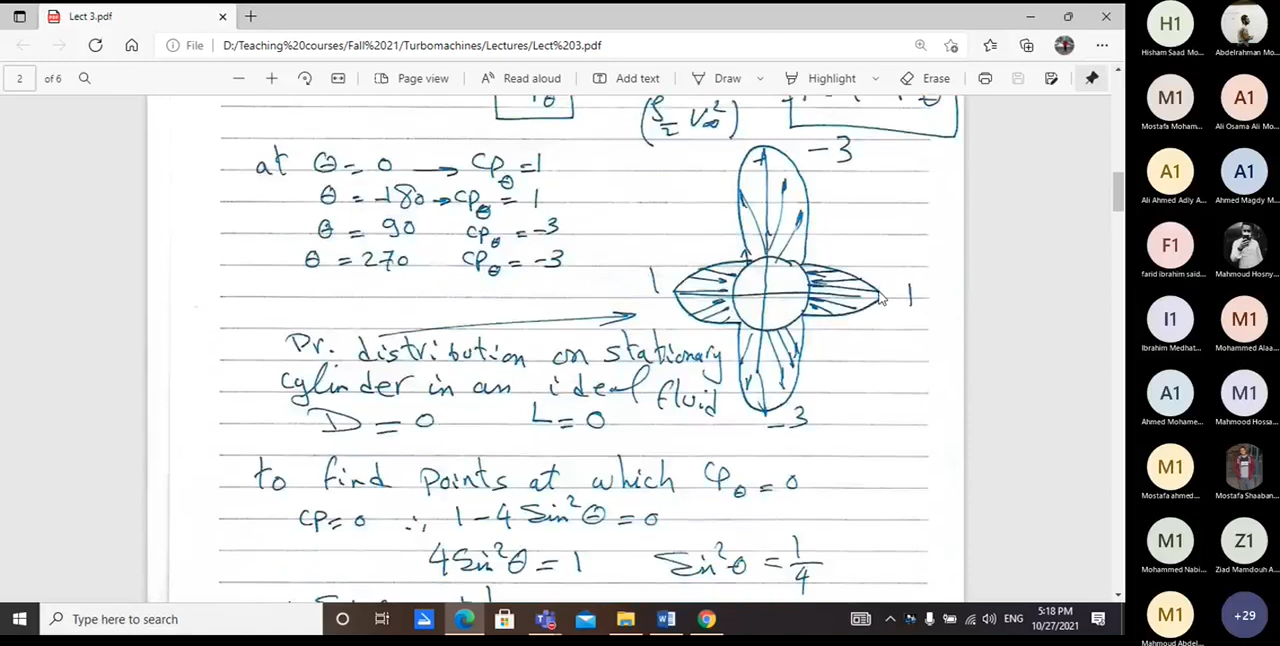 Lect 3.pdf
File
D:/Teaching%20courses/Fall%2021/Turbomachines/Lectures/Lect%203.pdf
2 of 6
Page view
Read aloud
Add text
Draw
Highlight
Erase
(ρ/2 V∞²)
at θ = 0 → Cpθ = 1
θ = 180 → Cpθ = 1
θ = 90 Cpθ = -3
θ = 270 Cpθ = -3
-3
1
1
-3
Pr. distribution on stationary
cylinder in an ideal fluid
D = 0 L = 0
to find points at which Cpθ = 0
CP = 0 ∴ 1 - 4 Sin²θ = 0
4 Sin²θ = 1 Sin²θ = 1/4
H1
Hisham Saad Mo...
Abdelrahman Mo...
M1
Mostafa Moham...
A1
Ali Osama Ali Mo...
A1
Ali Ahmed Adly A...
A1
Ahmed Magdy M...
F1
farid ibrahim said...
Mahmoud Hosny...
I1
Ibrahim Medhat...
M1
Mohammed Alaa...
A1
Ahmed Mohame...
M1
Mahmood Hossa...
M1
Mostafa ahmed...
Mostafa Shaaban...
M1
Mohammed Nabi...
Z1
Ziad Mamdouh A...
M1
Mahmoud Abdel...
+29
Type here to search
ENG
5:18 PM
10/27/2021